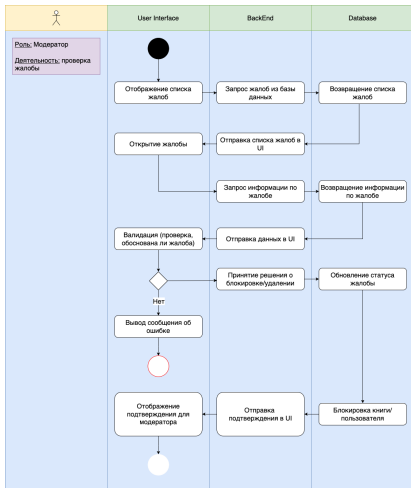 User Interface
BackEnd
Database
Роль: Модератор
Деятельность: проверка
жалобы
Отображение списка
жалоб
Запрос жалоб из базы
данных
Возвращение списка
жалоб
Открытие жалобы
Отправка списка жалоб в
UI
Запрос информации по
жалобе
Возвращение информации
по жалобе
Валидация (проверка,
обоснована ли жалоба)
Отправка данных в UI
Принятие решения о
блокировке/удалении
Обновление статуса
жалобы
Нет
Вывод сообщения об
ошибке
Отображение
подтверждения для
модератора
Отправка
подтверждения в UI
Блокировка книги/
пользователя